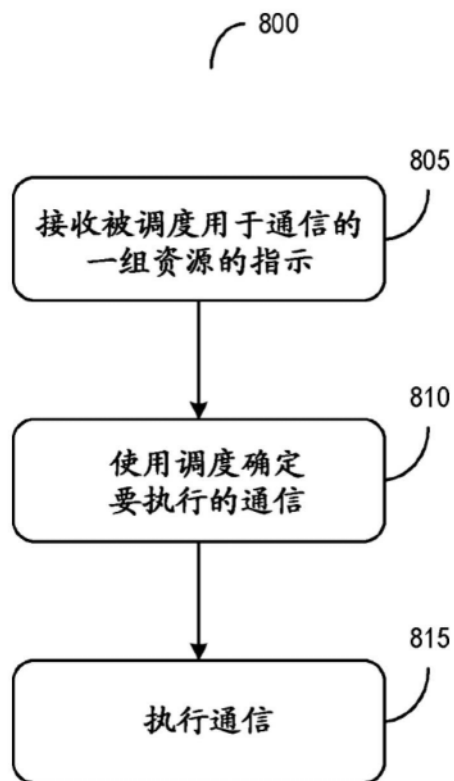 800
805
接收被调度用于通信的
一组资源的指示
810
使用调度确定
要执行的通信
815
执行通信